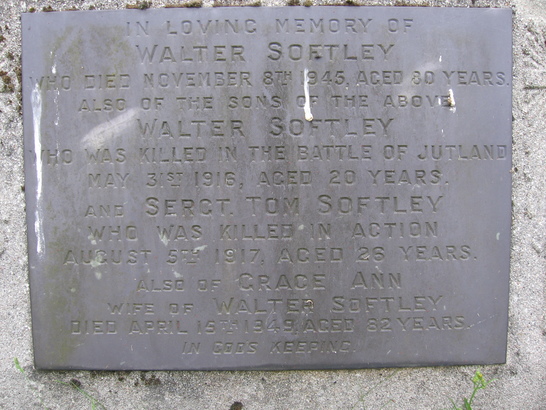 IN LOVING MEMORY OF
WALTER SOFTLEY
WHO DIED NOVEMBER 8TH 1945, AGED 80 YEARS.
ALSO OF THE SONS OF THE ABOVE
WALTER SOFTLEY
WHO WAS KILLED IN THE BATTLE OF JUTLAND
MAY 31ST 1916, AGED 20 YEARS.
AND SERGT. TOM SOFTLEY
WHO WAS KILLED IN ACTION
AUGUST 5TH 1917, AGED 26 YEARS.
ALSO OF GRACE ANN
WIFE OF WALTER SOFTLEY,
DIED APRIL 15TH 1949, AGED 82 YEARS.
IN GODS KEEPING.